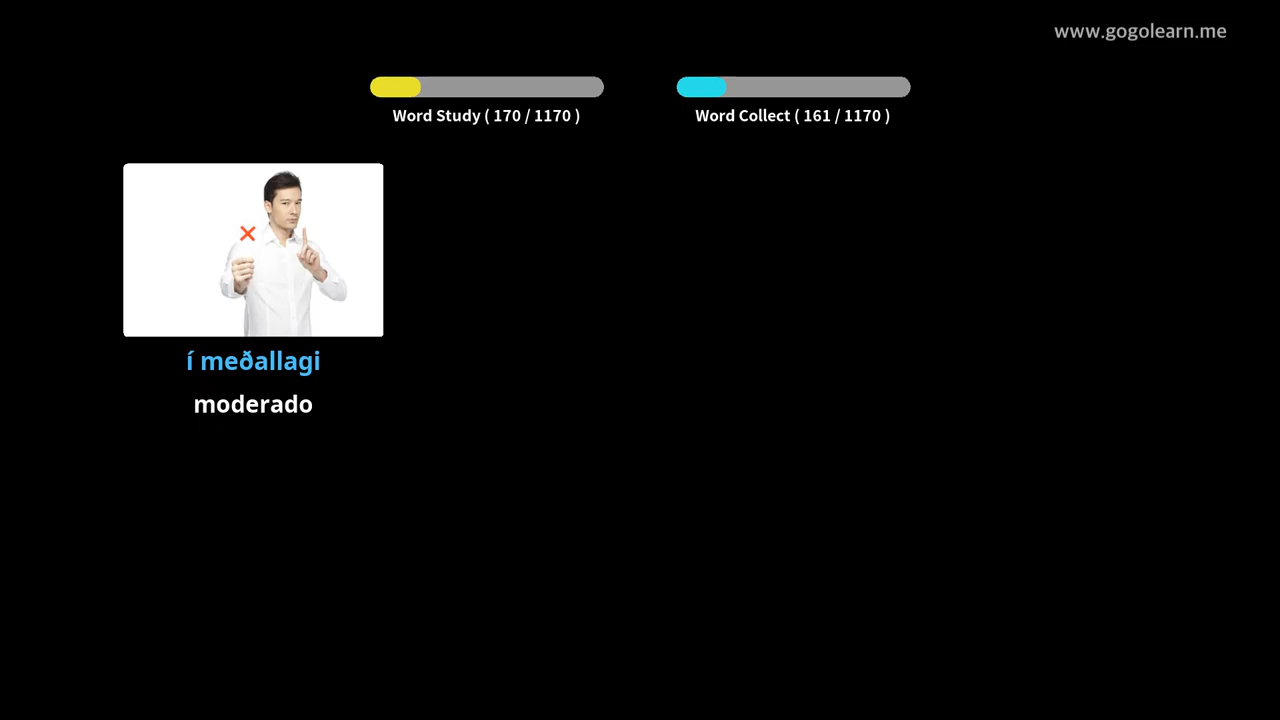 www.gogolearn.me
Word Study ( 170 / 1170 )
Word Collect ( 161 / 1170 )
í meðallagi
moderado